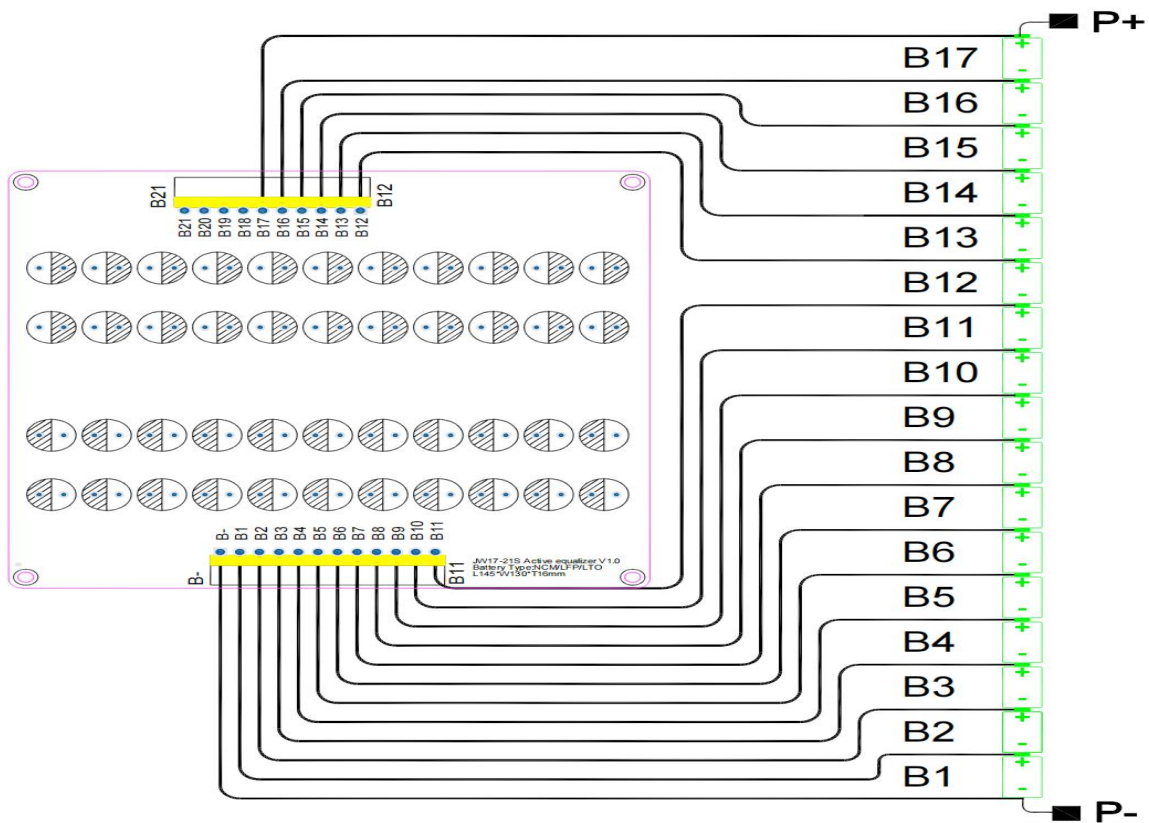 P+
B17
B16
B15
B14
B13
B12
B11
B10
B9
B8
B7
B6
B5
B4
B3
B2
B1
P-
B21
B12
B21 B20 B19 B18 B17 B16 B15 B14 B13 B12
B- B1 B2 B3 B4 B5 B6 B7 B8 B9 B10 B11
B-
B11
JW17-21S Active equalizer V1.0
Battery Type:NCM/LFP/LTO
L145*W130*T16mm